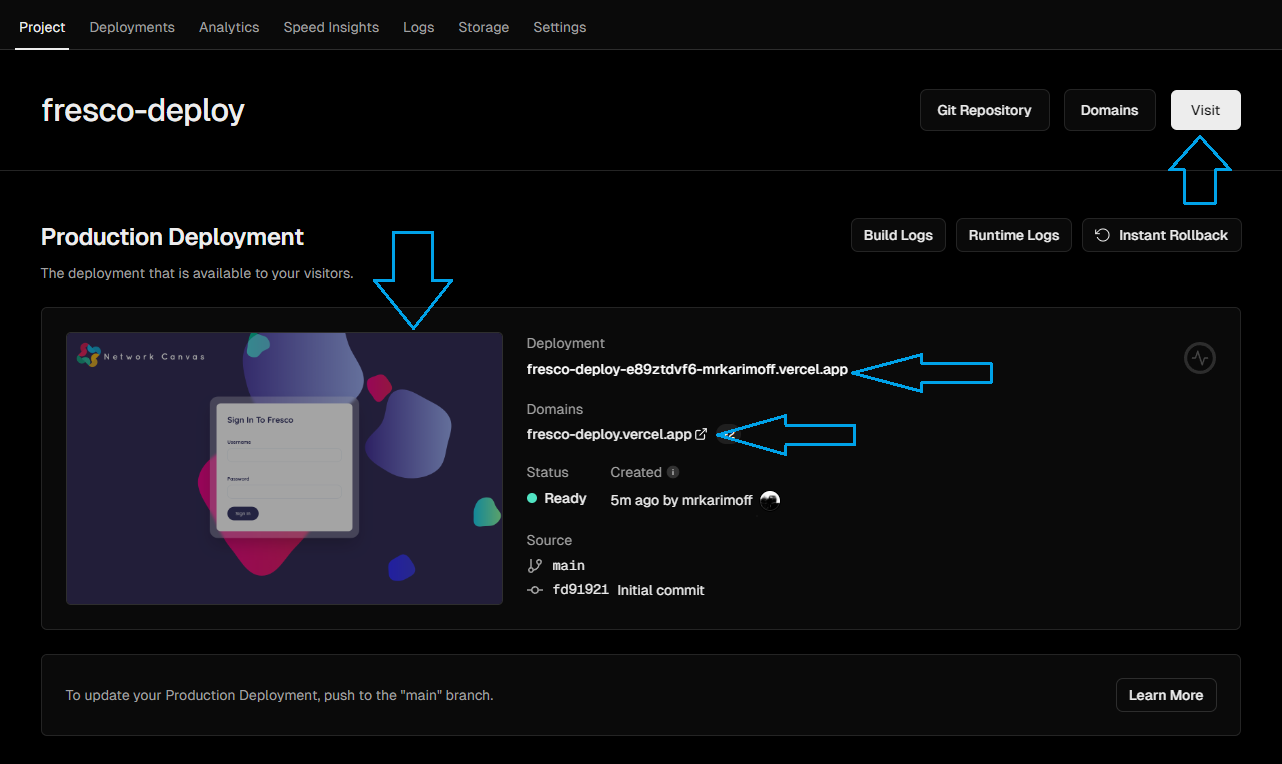 Project Deployments Analytics Speed Insights Logs Storage Settings
fresco-deploy
Git Repository Domains Visit
Production Deployment
Build Logs Runtime Logs Instant Rollback
The deployment that is available to your visitors.
Network Canvas
Sign In To Fresco
Username
Password
Sign in
Deployment
fresco-deploy-e89ztdvf6-mrkarimoff.vercel.app
Domains
fresco-deploy.vercel.app
Status Created
Ready 5m ago by mrkarimoff
Source
main
fd91921 Initial commit
To update your Production Deployment, push to the "main" branch.
Learn More